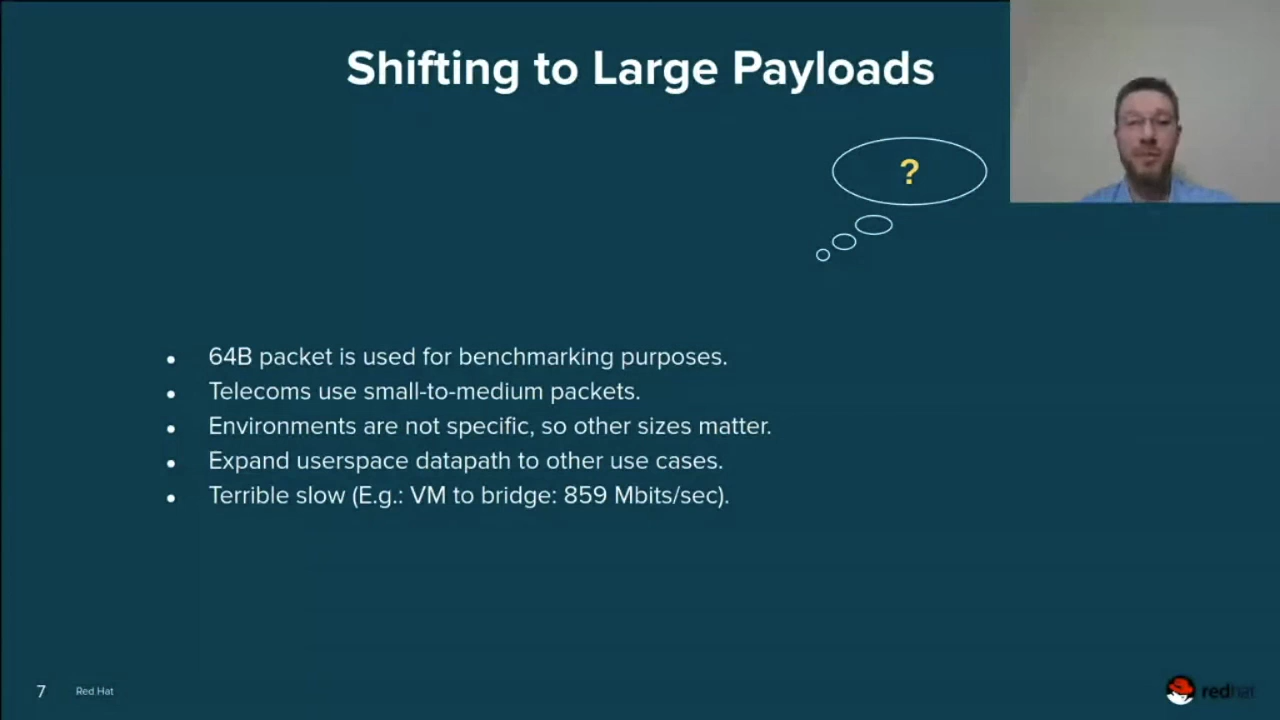 Shifting to Large Payloads
?
64B packet is used for benchmarking purposes.
Telecoms use small-to-medium packets.
Environments are not specific, so other sizes matter.
Expand userspace datapath to other use cases.
Terrible slow (E.g.: VM to bridge: 859 Mbits/sec).
7 Red Hat
redhat